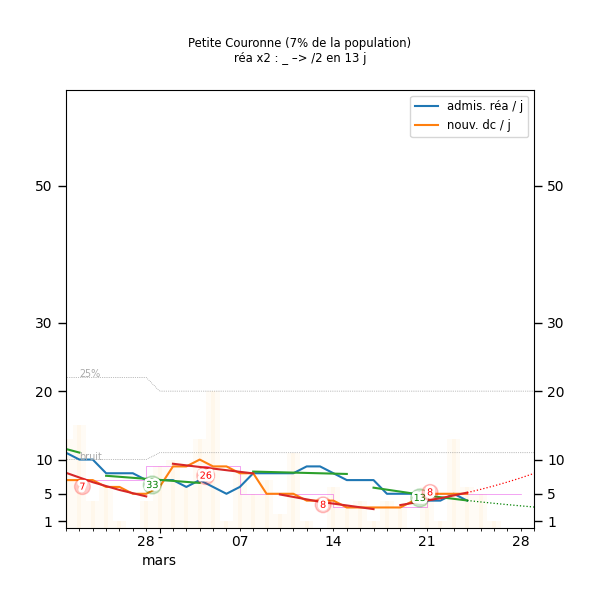 Petite Couronne (7% de la population)
réa x2 : _ –> /2 en 13 j
admis. réa / j
nouv. dc / j
50 50
30 30
25%
20 20
bruit
10 10
7 33 26 8 13 8
5 5
1 1
28 07 14 21 28
mars